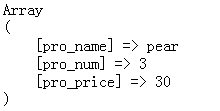 Array
(
    [pro_name] => pear
    [pro_num] => 3
    [pro_price] => 30
)